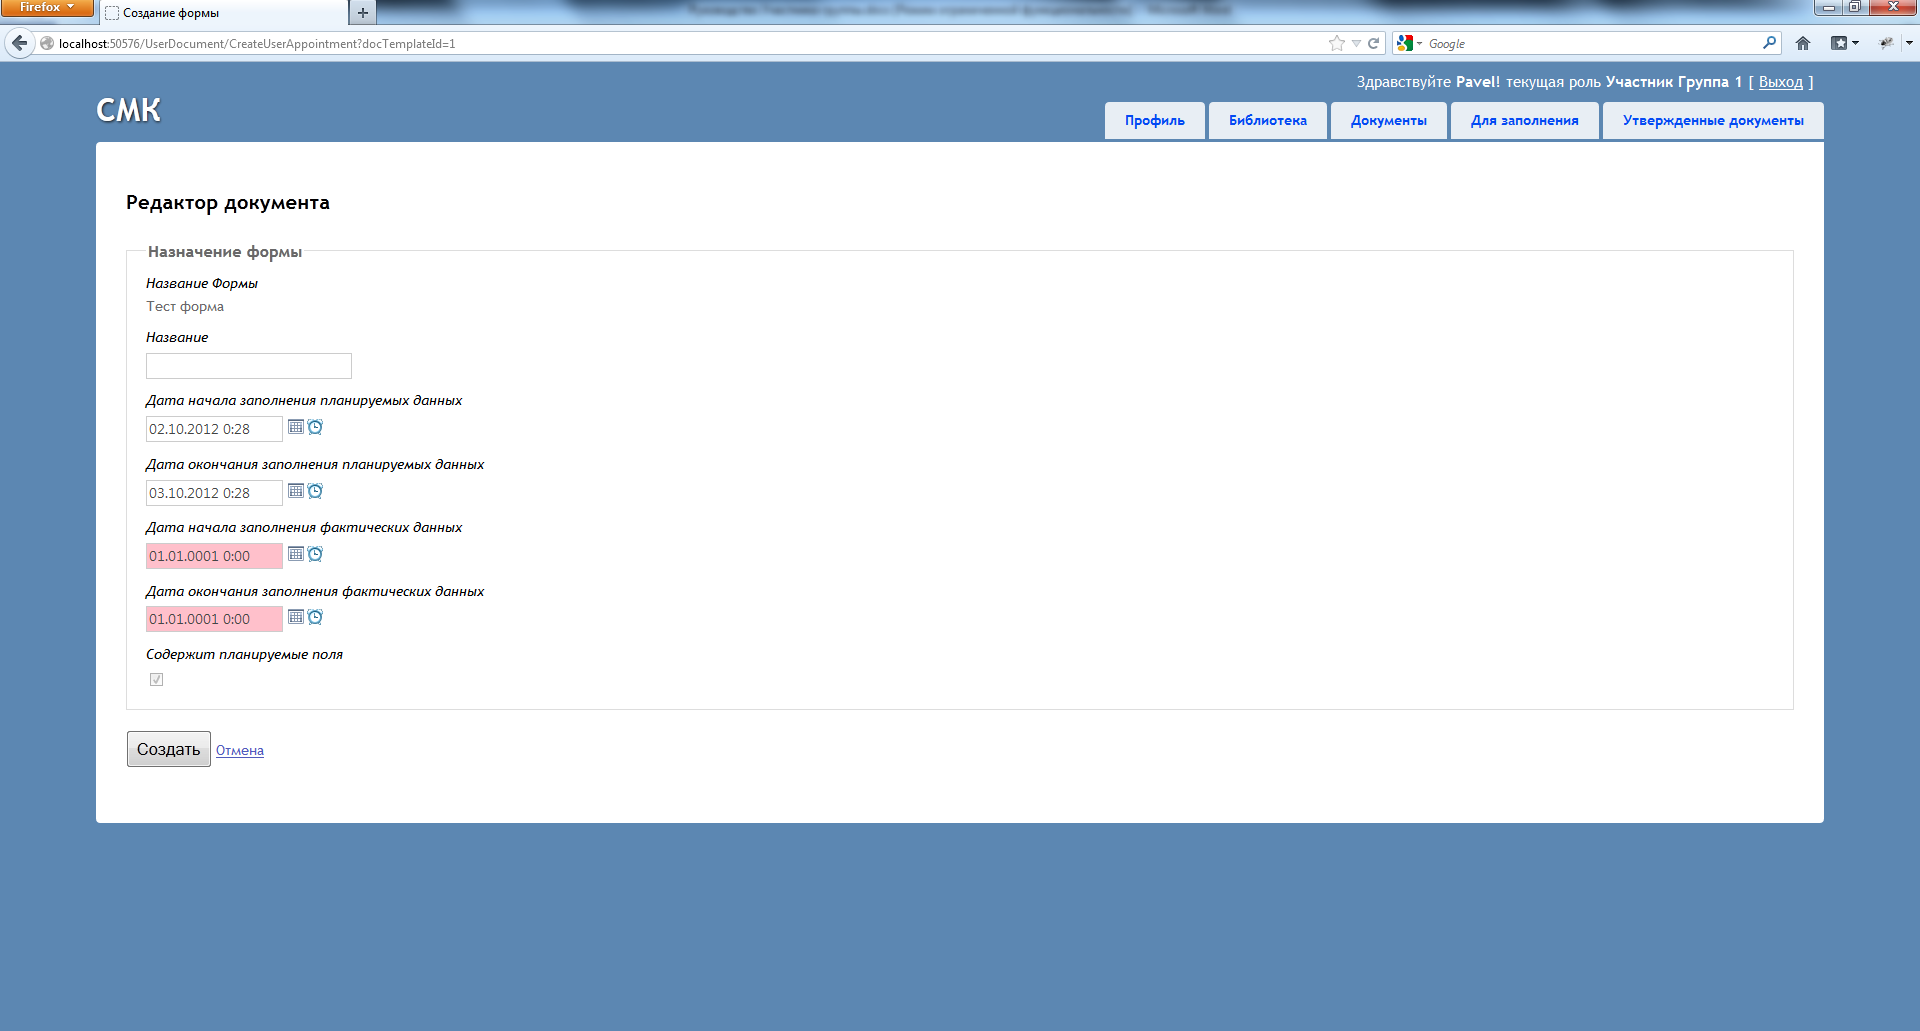 Firefox
Создание формы
localhost:50576/UserDocument/CreateUserAppointment?docTemplateId=1
Google
Здравствуйте Pavel! текущая роль Участник Группа 1 [ Выход ]
СМК
Профиль
Библиотека
Документы
Для заполнения
Утвержденные документы
Редактор документа
Назначение формы
Название Формы
Тест форма
Название
Дата начала заполнения планируемых данных
02.10.2012 0:28
Дата окончания заполнения планируемых данных
03.10.2012 0:28
Дата начала заполнения фактических данных
01.01.0001 0:00
Дата окончания заполнения фактических данных
01.01.0001 0:00
Содержит планируемые поля
Создать Отмена